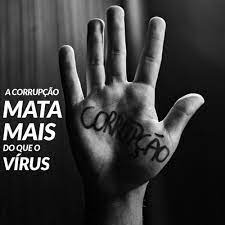 A CORRUPÇÃO
MATA
MAIS
DO QUE O
VÍRUS
CORRUPÇÃO